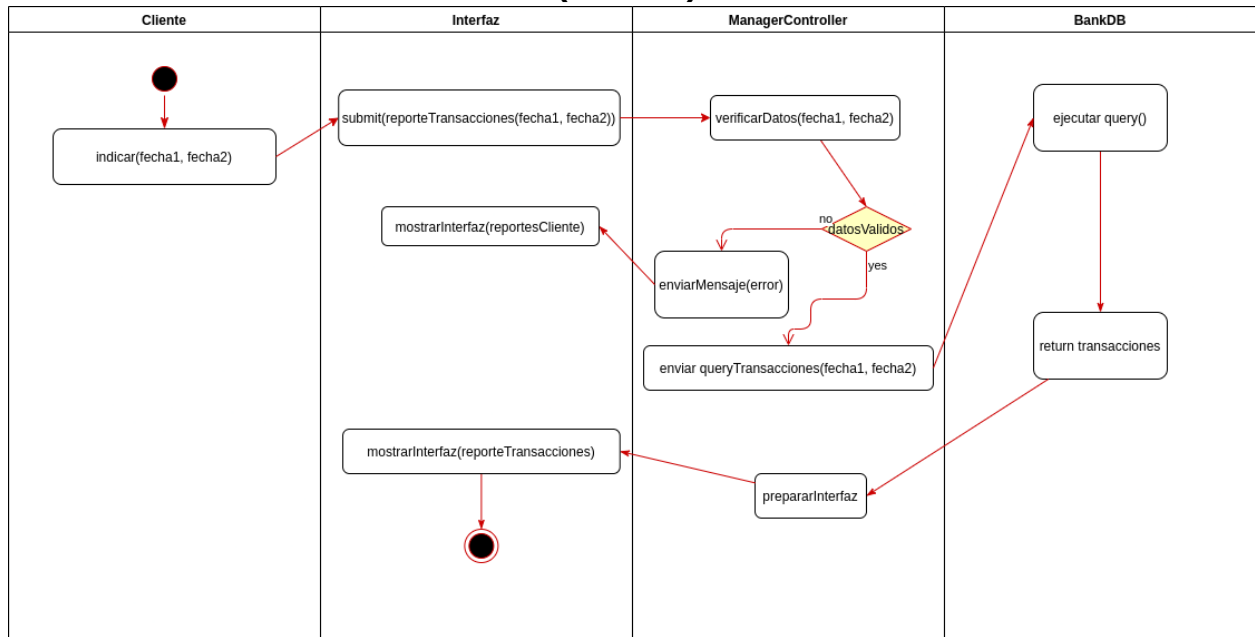 Cliente
Interfaz
ManagerController
BankDB
indicar(fecha1, fecha2)
submit(reporteTransacciones(fecha1, fecha2))
verificarDatos(fecha1, fecha2)
ejecutar query()
mostrarInterfaz(reportesCliente)
no
datosValidos
yes
enviarMensaje(error)
return transacciones
enviar queryTransacciones(fecha1, fecha2)
mostrarInterfaz(reporteTransacciones)
prepararInterfaz